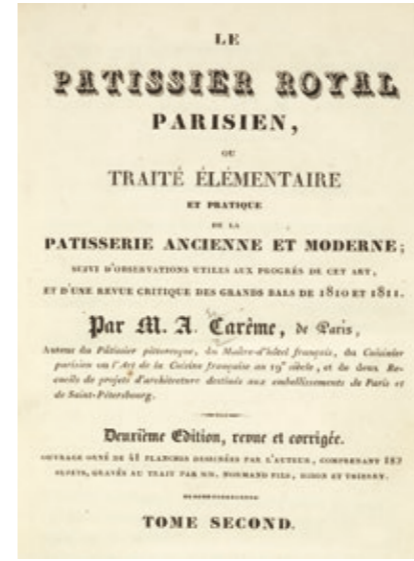 LE
PATISSIER ROYAL
PARISIEN,
OU
TRAITÉ ÉLÉMENTAIRE
ET PRATIQUE
DE LA
PATISSERIE ANCIENNE ET MODERNE;
SUIVI D'OBSERVATIONS UTILES AUX PROGRÈS DE CET ART,
ET D'UNE REVUE CRITIQUE DES GRANDS BALS DE 1810 ET 1811.
Par M. A. Carême, de Paris,
Auteur du Pâtissier pittoresque, du Maître-d'hôtel français, du Cuisinier
parisien ou l'Art de la Cuisine française au 19e siècle, et de deux Re-
cueils de projets d'architecture destinés aux embellissements de Paris et
de Saint-Pétersbourg.
Deuxième Edition, revue et corrigée.
OUVRAGE ORNÉ DE 41 PLANCHES DESSINÉES PAR L'AUTEUR, COMPRENANT
SUJETS, GRAVÉS AU TRAIT PAR MM. NORMAND FILS, HIBON ET THIERRY.
TOME SECOND.